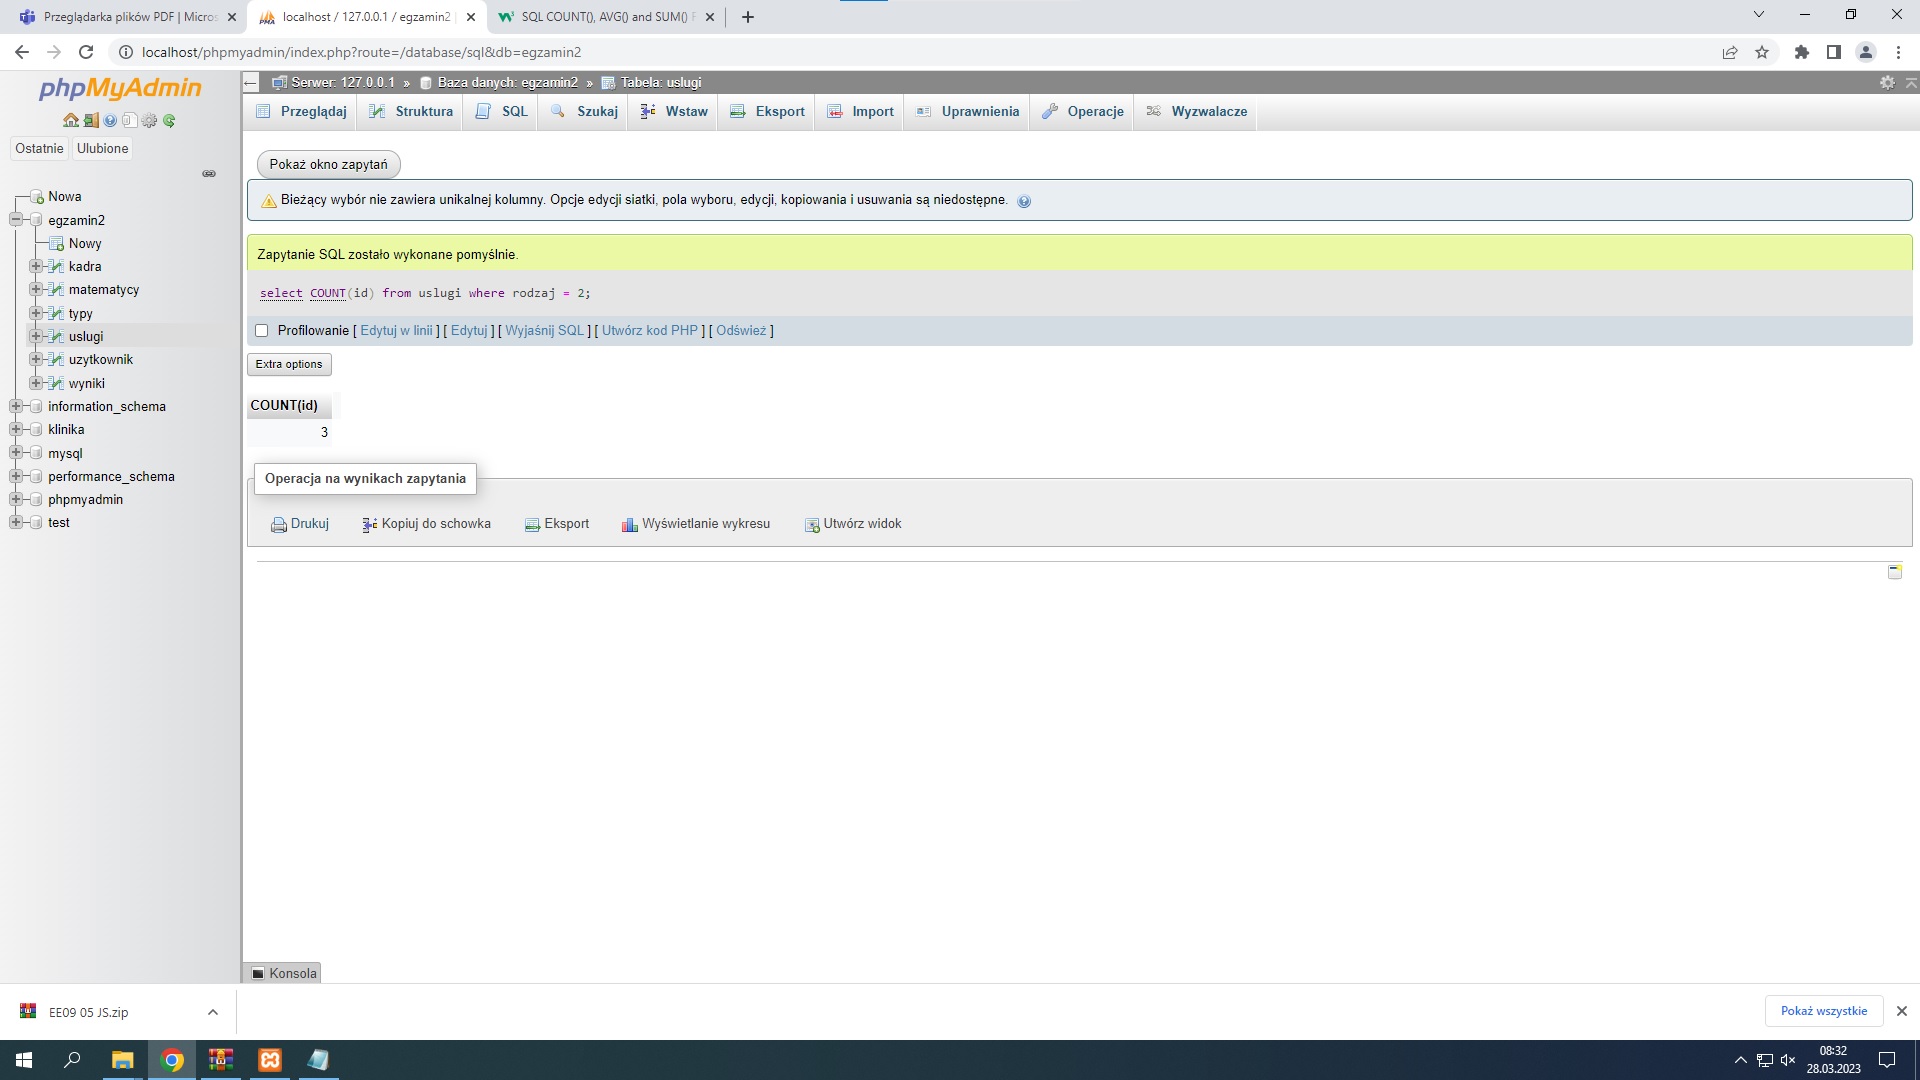 Przeglądarka plików PDF | Micros
localhost / 127.0.0.1 / egzamin2 |
SQL COUNT(), AVG() and SUM() F
localhost/phpmyadmin/index.php?route=/database/sql&db=egzamin2
phpMyAdmin
Ostatnie
Ulubione
Nowa
egzamin2
Nowy
kadra
matematycy
typy
uslugi
uzytkownik
wyniki
information_schema
klinika
mysql
performance_schema
phpmyadmin
test
Serwer: 127.0.0.1 » Baza danych: egzamin2 » Tabela: uslugi
Przeglądaj
Struktura
SQL
Szukaj
Wstaw
Eksport
Import
Uprawnienia
Operacje
Wyzwalacze
Pokaż okno zapytań
Bieżący wybór nie zawiera unikalnej kolumny. Opcje edycji siatki, pola wyboru, edycji, kopiowania i usuwania są niedostępne.
Zapytanie SQL zostało wykonane pomyślnie.
select COUNT(id) from uslugi where rodzaj = 2;
Profilowanie [ Edytuj w linii ] [ Edytuj ] [ Wyjaśnij SQL ] [ Utwórz kod PHP ] [ Odśwież ]
Extra options
COUNT(id)
3
Operacja na wynikach zapytania
Drukuj
Kopiuj do schowka
Eksport
Wyświetlanie wykresu
Utwórz widok
Konsola
EE09 05 JS.zip
Pokaż wszystkie
08:32
28.03.2023